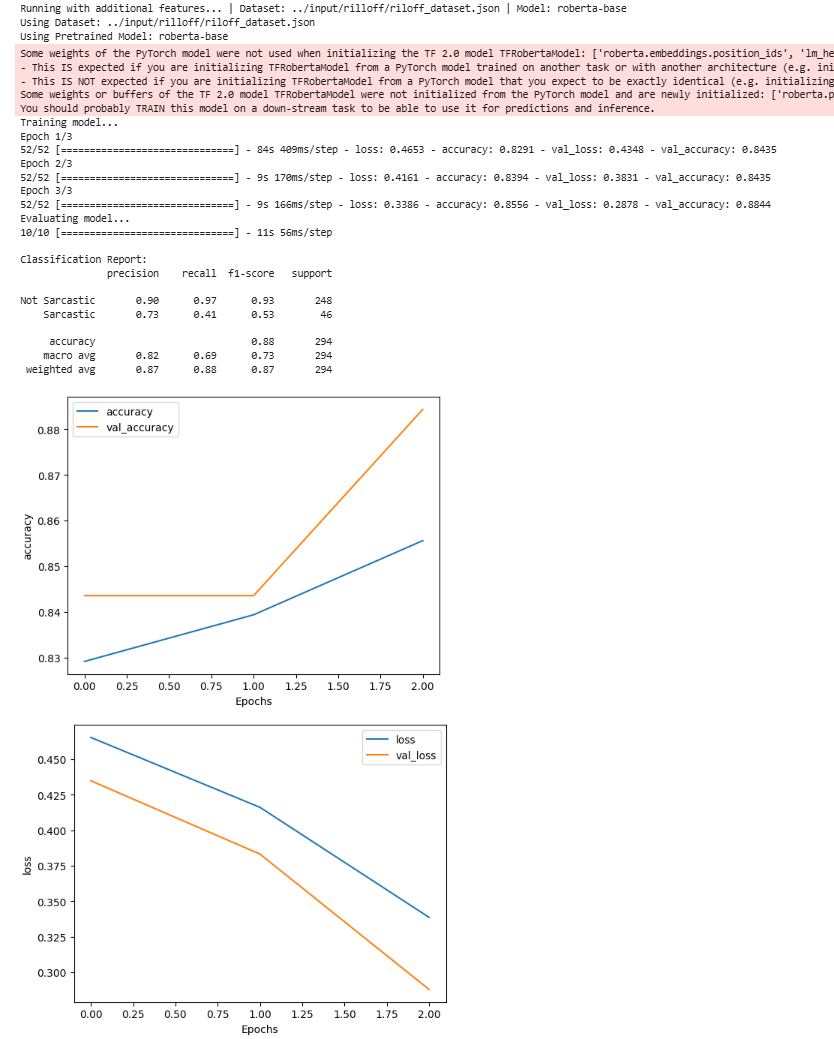 Running with additional features... | Dataset: ../input/rilloff/riloff_dataset.json | Model: roberta-base
Using Dataset: ../input/rilloff/riloff_dataset.json
Using Pretrained Model: roberta-base
Some weights of the PyTorch model were not used when initializing the TF 2.0 model TFRobertaModel: ['roberta.embeddings.position_ids', 'lm_he
- This IS expected if you are initializing TFRobertaModel from a PyTorch model trained on another task or with another architecture (e.g. ini
- This IS NOT expected if you are initializing TFRobertaModel from a PyTorch model that you expect to be exactly identical (e.g. initializing
Some weights or buffers of the TF 2.0 model TFRobertaModel were not initialized from the PyTorch model and are newly initialized: ['roberta.p
You should probably TRAIN this model on a down-stream task to be able to use it for predictions and inference.
Training model...
Epoch 1/3
52/52 [==============================] - 84s 409ms/step - loss: 0.4653 - accuracy: 0.8291 - val_loss: 0.4348 - val_accuracy: 0.8435
Epoch 2/3
52/52 [==============================] - 9s 170ms/step - loss: 0.4161 - accuracy: 0.8394 - val_loss: 0.3831 - val_accuracy: 0.8435
Epoch 3/3
52/52 [==============================] - 9s 166ms/step - loss: 0.3386 - accuracy: 0.8556 - val_loss: 0.2878 - val_accuracy: 0.8844
Evaluating model...
10/10 [==============================] - 11s 56ms/step
Classification Report:
precision recall f1-score support
Not Sarcastic 0.90 0.97 0.93 248
Sarcastic 0.73 0.41 0.53 46
accuracy 0.88 294
macro avg 0.82 0.69 0.73 294
weighted avg 0.87 0.88 0.87 294
accuracy
val_accuracy
0.88
0.87
0.86
0.85
0.84
0.83
accuracy
0.00 0.25 0.50 0.75 1.00 1.25 1.50 1.75 2.00
Epochs
loss
val_loss
0.450
0.425
0.400
0.375
0.350
0.325
0.300
loss
0.00 0.25 0.50 0.75 1.00 1.25 1.50 1.75 2.00
Epochs